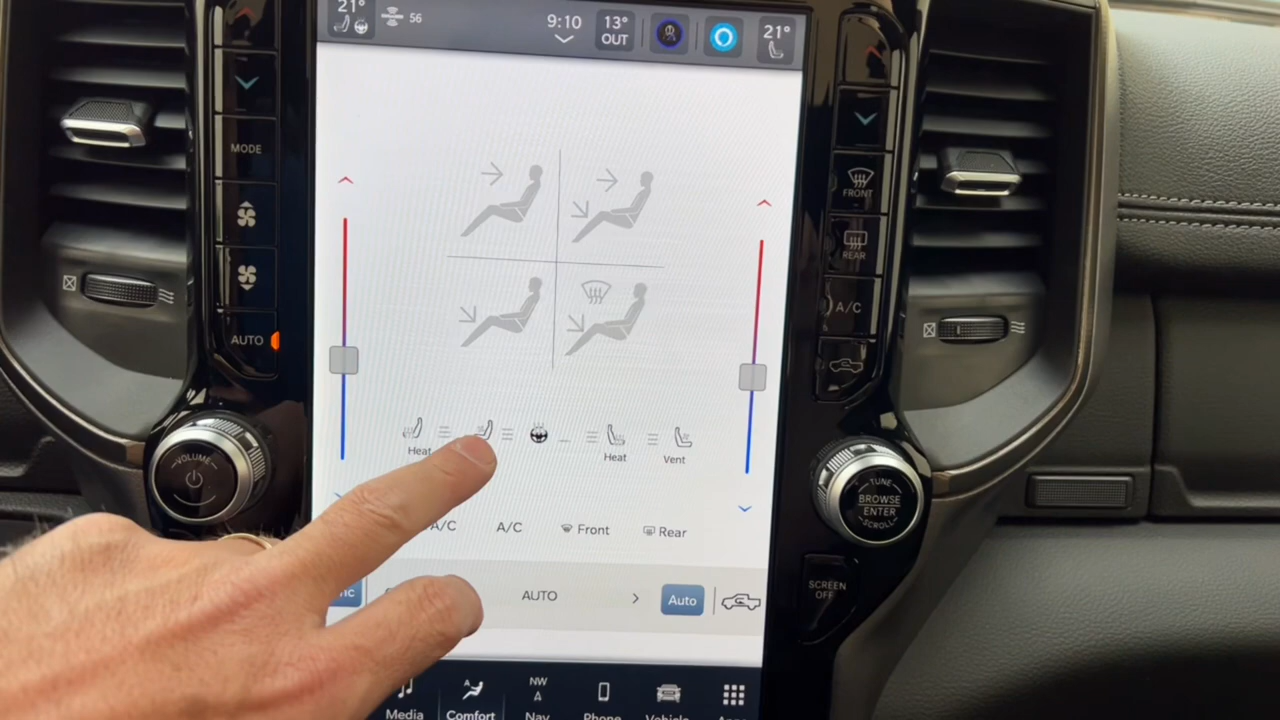 21°
56
9:10
13°
OUT
21°
MODE
FRONT
REAR
A/C
AUTO
Heat
Heat
Vent
VOLUME
TUNE
BROWSE
ENTER
SCROLL
A/C
A/C
Front
Rear
AUTO
Auto
SCREEN
OFF
NW
A
Media
Comfort
Nav
Phone
Vehicle